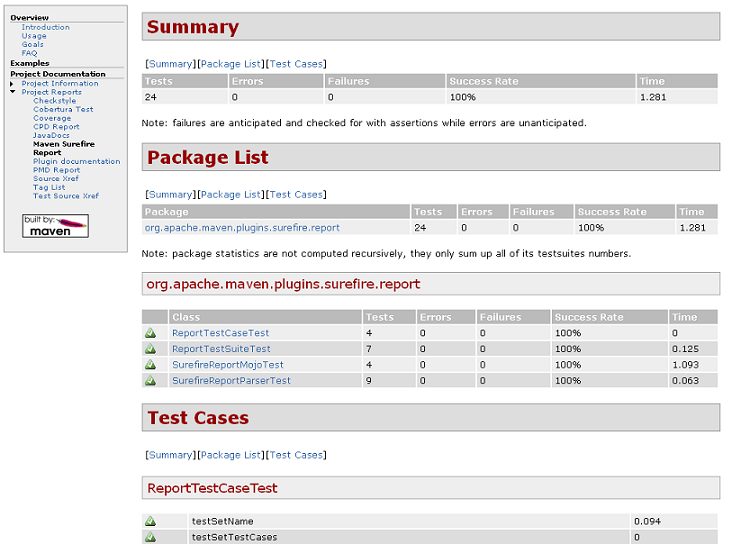 Overview
Introduction
Usage
Goals
FAQ
Examples
Project Documentation
Project Information
Project Reports
Checkstyle
Cobertura Test
Coverage
CPD Report
JavaDocs
Maven Surefire
Report
Plugin documentation
PMD Report
Source Xref
Tag List
Test Source Xref
built by:
maven
Summary
[Summary][Package List][Test Cases]
Tests Errors Failures Success Rate Time
24 0 0 100% 1.281
Note: failures are anticipated and checked for with assertions while errors are unanticipated.
Package List
[Summary][Package List][Test Cases]
Package Tests Errors Failures Success Rate Time
org.apache.maven.plugins.surefire.report 24 0 0 100% 1.281
Note: package statistics are not computed recursively, they only sum up all of its testsuites numbers.
org.apache.maven.plugins.surefire.report
Class Tests Errors Failures Success Rate Time
ReportTestCaseTest 4 0 0 100% 0
ReportTestSuiteTest 7 0 0 100% 0.125
SurefireReportMojoTest 4 0 0 100% 1.093
SurefireReportParserTest 9 0 0 100% 0.063
Test Cases
[Summary][Package List][Test Cases]
ReportTestCaseTest
testSetName 0.094
testSetTestCases 0